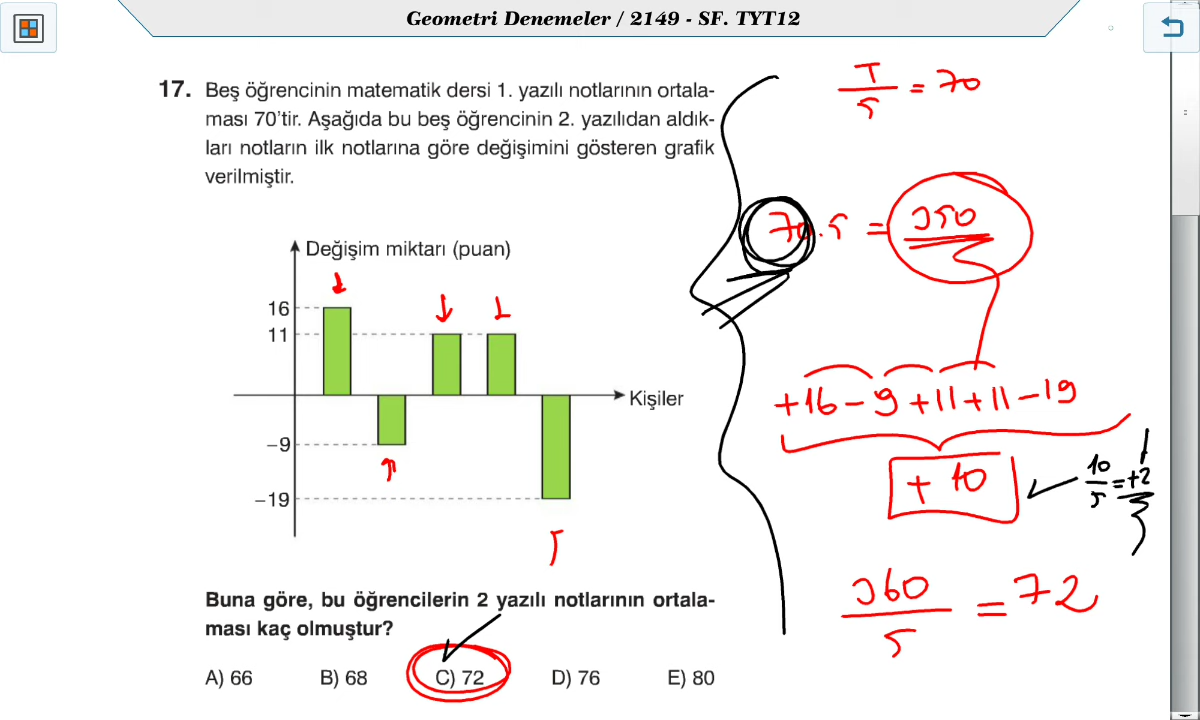 Geometri Denemeler / 2149 - SF. TYT12
17. Beş öğrencinin matematik dersi 1. yazılı notlarının ortala-
ması 70'tir. Aşağıda bu beş öğrencinin 2. yazılıdan aldık-
ları notların ilk notlarına göre değişimini gösteren grafik
verilmiştir.
Değişim miktarı (puan)
16
11
−9
−19
Kişiler
Buna göre, bu öğrencilerin 2 yazılı notlarının ortala-
ması kaç olmuştur?
A) 66 B) 68 C) 72 D) 76 E) 80
T/5 = 70
70.5 = 350
+16-9+11+11-19
+10
10/5=+2
360/5 = 72